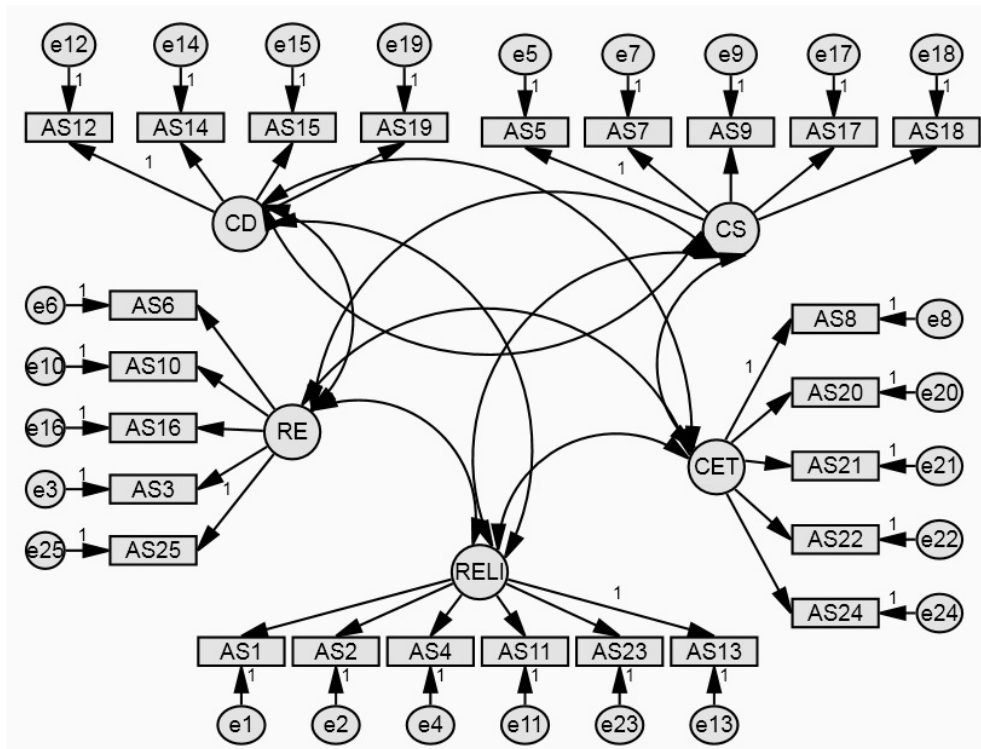 e12 e14 e15 e19
e5 e7 e9 e17 e18
1 1 1 1
1 1 1 1 1
AS12 AS14 AS15 AS19
AS5 AS7 AS9 AS17 AS18
1
1
CD
CS
e6 1 AS6
AS8 1 e8
e10 1 AS10
1
AS20 1 e20
e16 1 AS16
RE
CET
AS21 1 e21
e3 1 AS3
1
e25 1 AS25
AS22 1 e22
RELI
1
AS24 1 e24
AS1 AS2 AS4 AS11 AS23 AS13
1 1 1 1 1 1
e1 e2 e4 e11 e23 e13